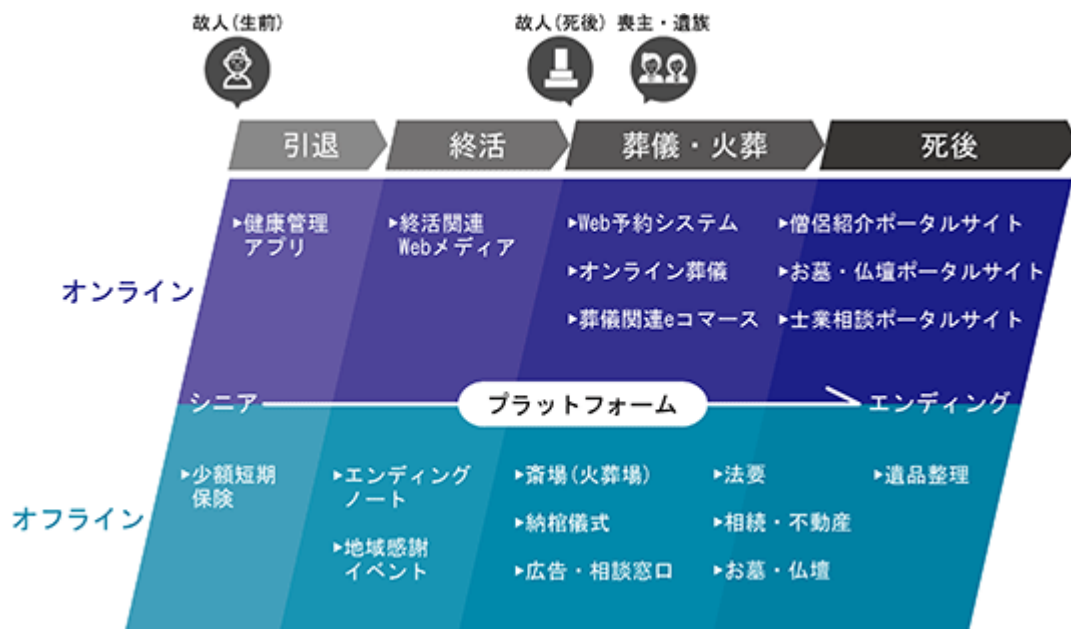 故人(生前)
故人(死後)
喪主・遺族
引退
終活
葬儀・火葬
死後
オンライン
▸健康管理
アプリ
▸終活関連
Webメディア
▸Web予約システム
▸オンライン葬儀
▸葬儀関連eコマース
▸僧侶紹介ポータルサイト
▸お墓・仏壇ポータルサイト
▸士業相談ポータルサイト
シニア
プラットフォーム
エンディング
オフライン
▸少額短期
保険
▸エンディング
ノート
▸地域感謝
イベント
▸斎場(火葬場)
▸納棺儀式
▸広告・相談窓口
▸法要
▸相続・不動産
▸お墓・仏壇
▸遺品整理